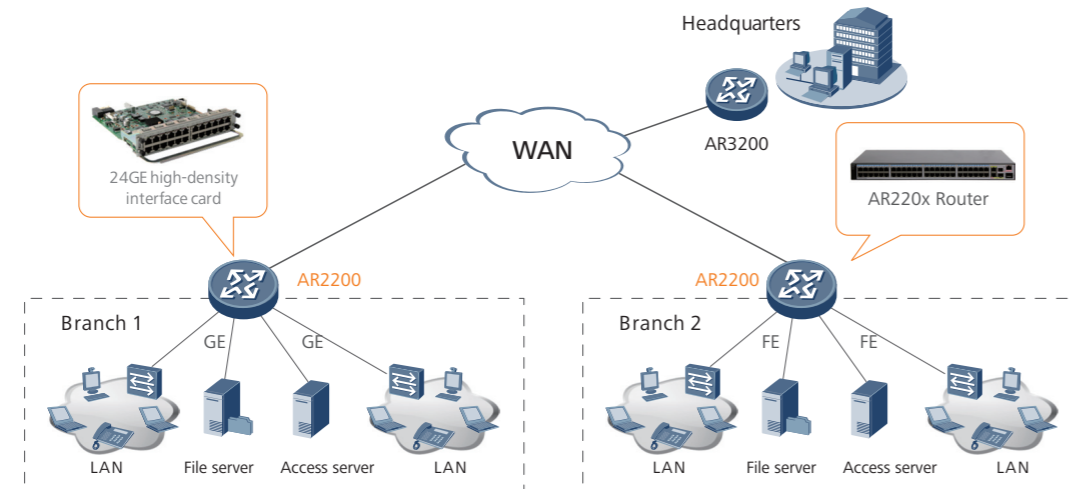 Headquarters
AR3200
WAN
24GE high-density
interface card
AR220x Router
AR2200
AR2200
Branch 1
GE
GE
LAN
File server
Access server
LAN
Branch 2
FE
FE
LAN
File server
Access server
LAN